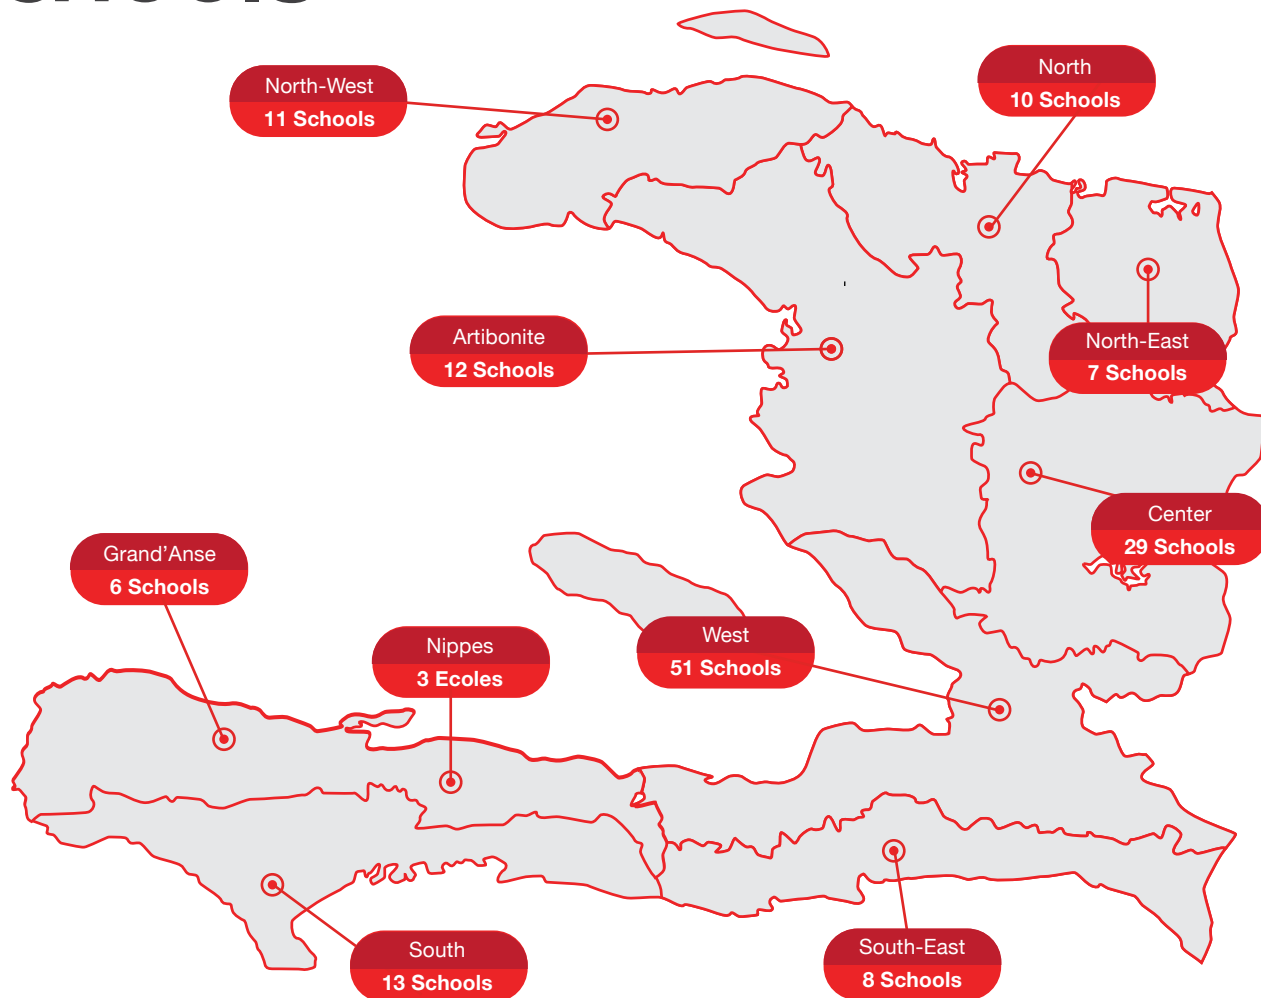 North-West
11 Schools
North
10 Schools
Artibonite
12 Schools
North-East
7 Schools
Center
29 Schools
Grand'Anse
6 Schools
Nippes
3 Ecoles
West
51 Schools
South
13 Schools
South-East
8 Schools